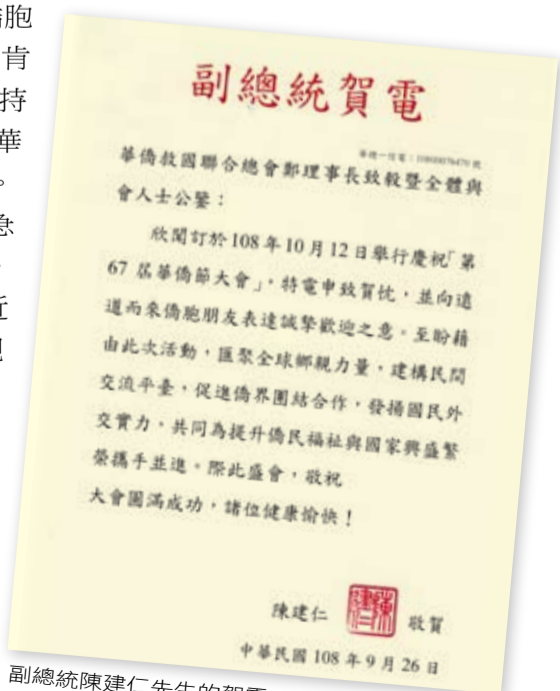 胞
肯
持
華
。
副總統賀電
華僑救國聯合總會鄭理事長致毅暨全體與
會人士公鑒：
欣聞訂於108年10月12日舉行慶祝「第
67屆華僑節大會」，特電申致賀忱，並向遠
道而來僑胞朋友表達誠摯歡迎之意。至盼藉
由此次活動，匯聚全球鄉親力量，建構民間
交流平臺，促進僑界團結合作，發揚國民外
交實力，共同為提升僑民福祉與國家興盛繁
榮攜手並進。際此盛會，敬祝
大會圓滿成功，諸位健康愉快！
陳建仁 敬賀
中華民國108年9月26日
副總統陳建仁先生的賀電